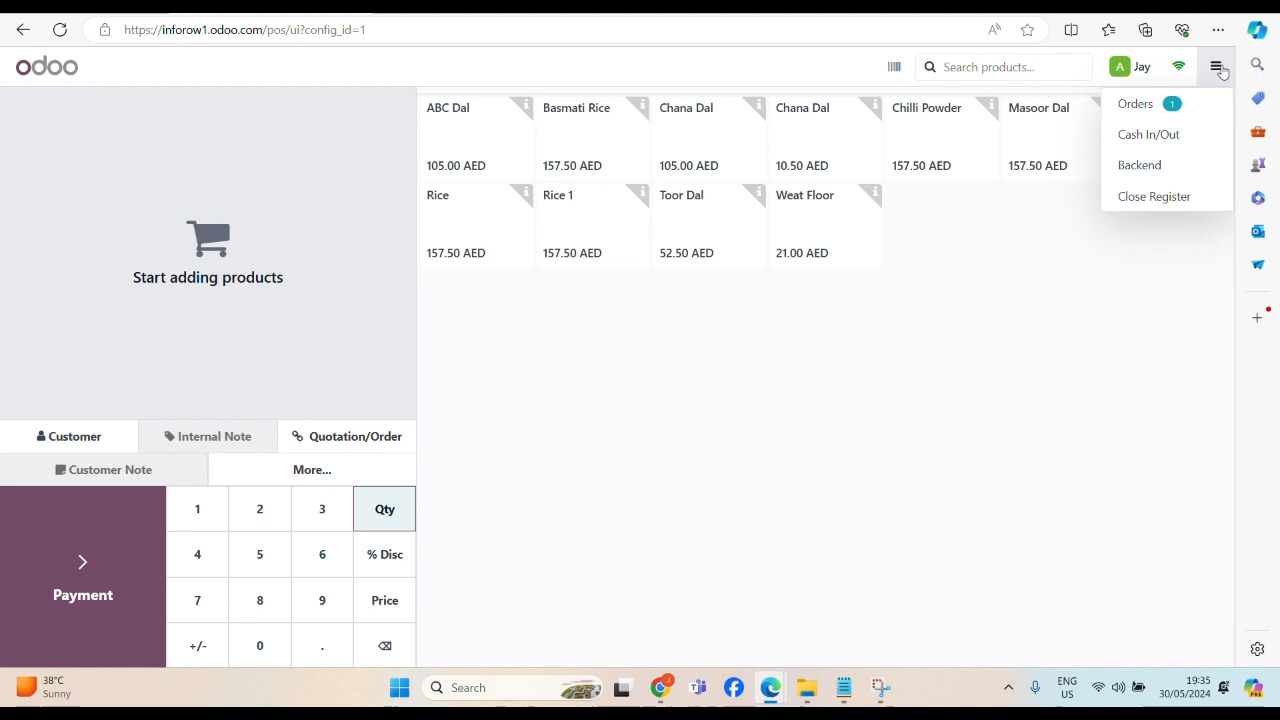 https://inforow1.odoo.com/pos/ui?config_id=1
odoo
Search products...
A Jay
Orders 1
Cash In/Out
Backend
Close Register
ABC Dal Basmati Rice Chana Dal Chana Dal Chilli Powder Masoor Dal
105.00 AED 157.50 AED 105.00 AED 10.50 AED 157.50 AED 157.50 AED
Rice Rice 1 Toor Dal Weat Floor
157.50 AED 157.50 AED 52.50 AED 21.00 AED
Start adding products
Customer Internal Note Quotation/Order
Customer Note More...
1 2 3 Qty
4 5 6 % Disc
7 8 9 Price
+/- 0 .
Payment
38°C
Sunny
Search
ENG
US
19:35
30/05/2024